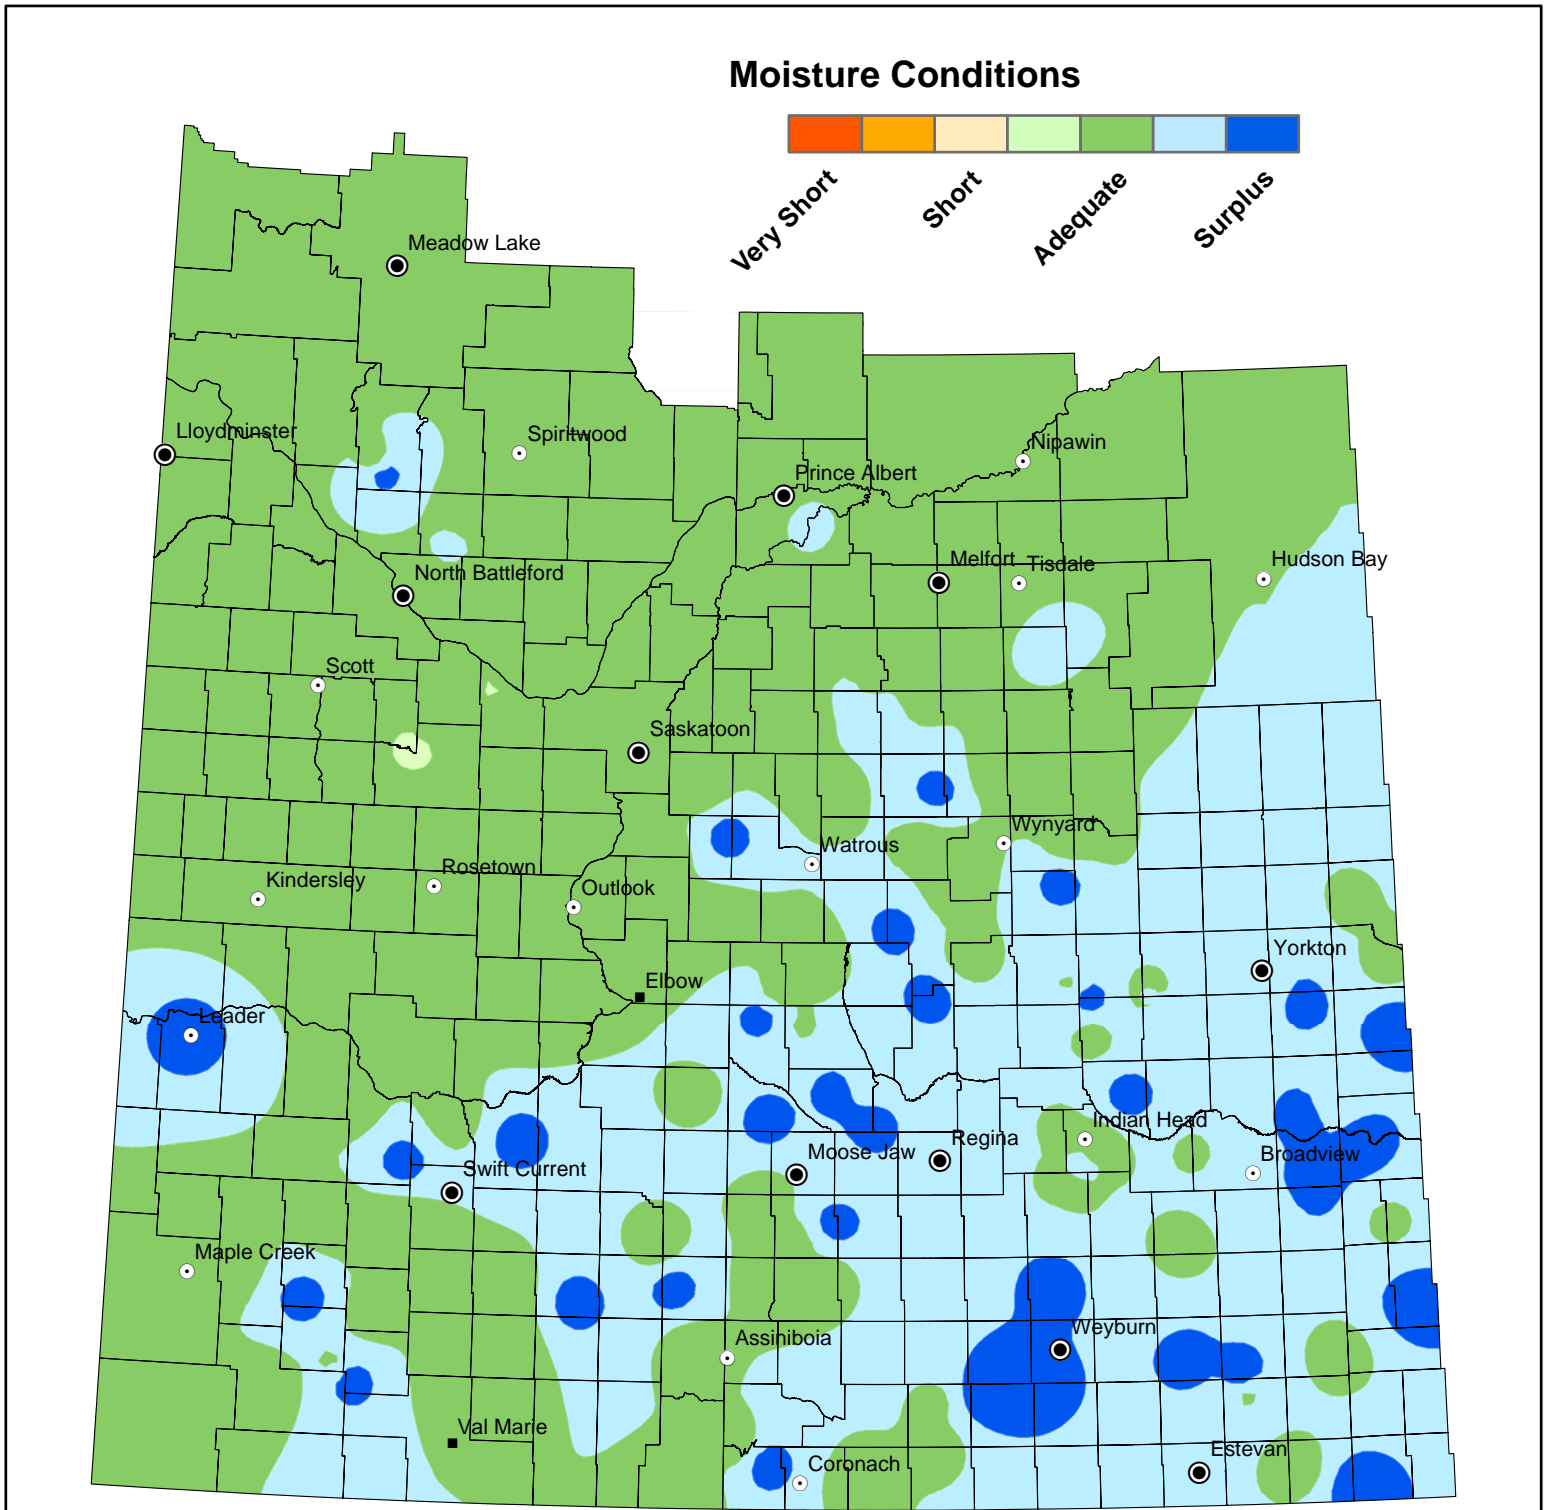 Moisture Conditions
Very Short
Short
Adequate
Surplus
Meadow Lake
Lloydminster
Spiritwood
Nipawin
Prince Albert
Hudson Bay
Melfort
Tisdale
North Battleford
Scott
Saskatoon
Wynyard
Watrous
Rosetown
Kindersley
Outlook
Yorkton
Elbow
Leader
Indian Head
Regina
Moose Jaw
Broadview
Swift Current
Maple Creek
Weyburn
Assiniboia
Val Marie
Estevan
Coronach